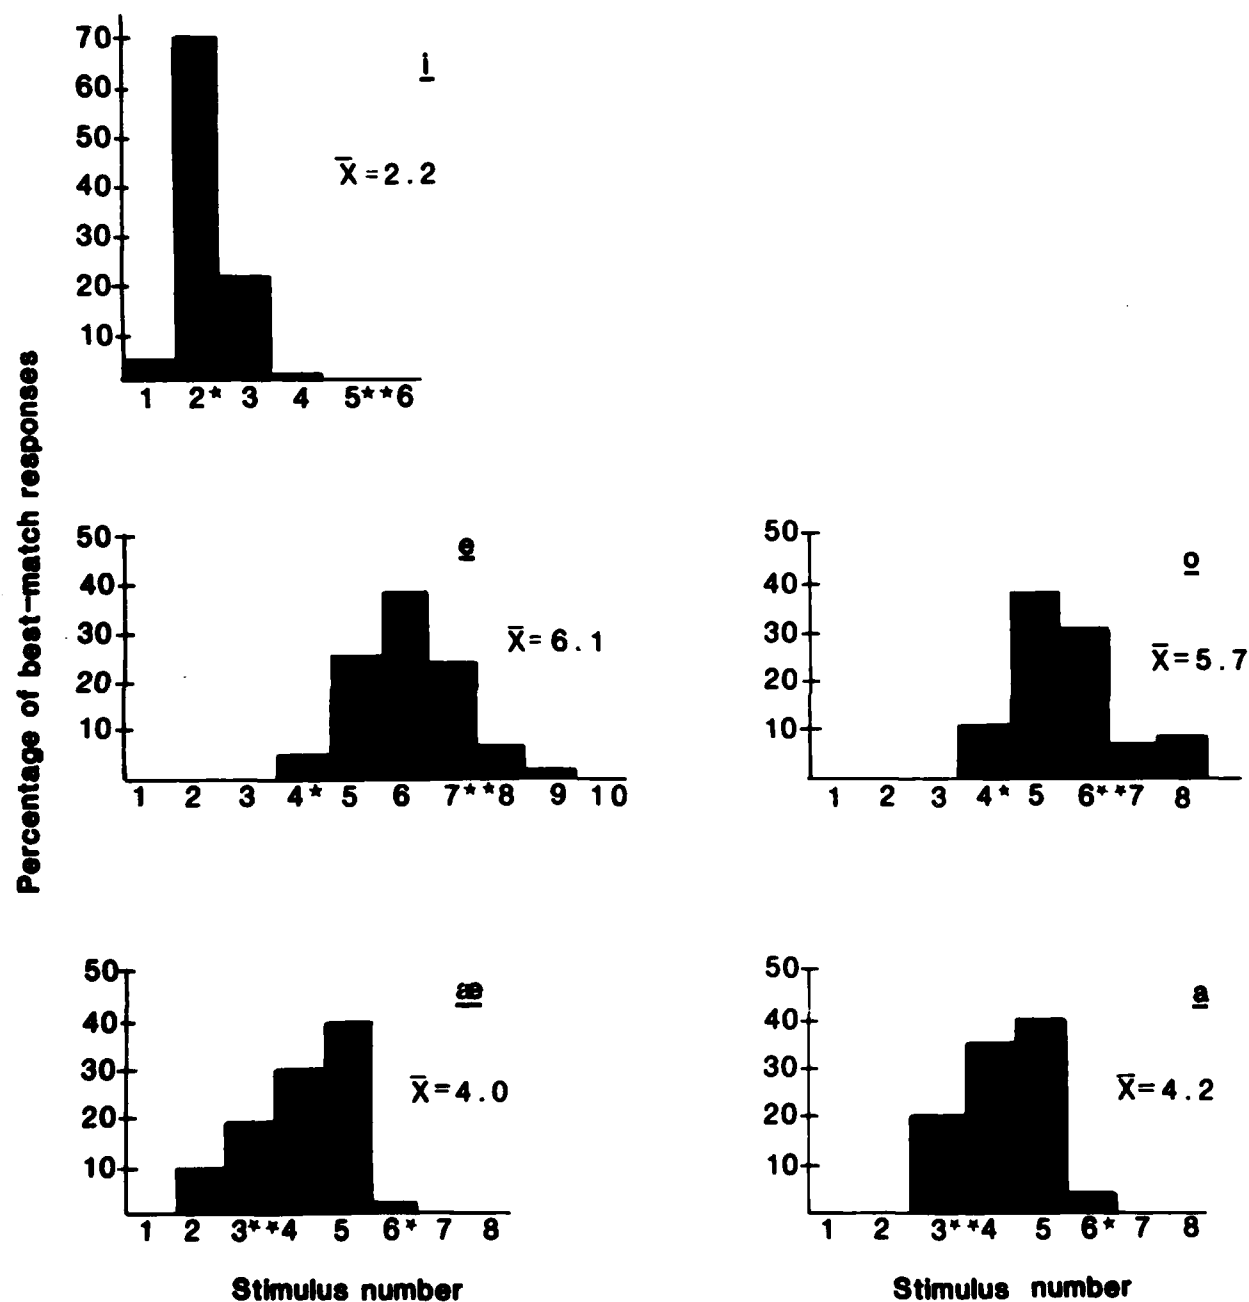 Percentage of best-match responses
70
60
50
40
30
20
10
i
X̄=2.2
1 2* 3 4 5**6
50
40
30
20
10
e
X̄=6.1
1 2 3 4* 5 6 7**8 9 10
50
40
30
20
10
o
X̄=5.7
1 2 3 4* 5 6**7 8
50
40
30
20
10
æ
X̄=4.0
1 2 3**4 5 6* 7 8
Stimulus number
50
40
30
20
10
a
X̄=4.2
1 2 3**4 5 6* 7 8
Stimulus number